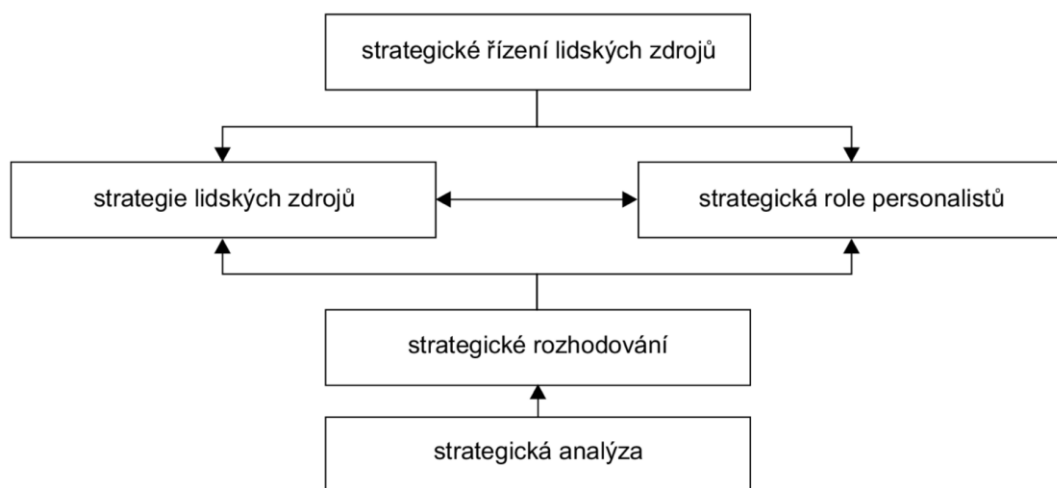 strategické řízení lidských zdrojů
strategie lidských zdrojů
strategická role personalistů
strategické rozhodování
strategická analýza